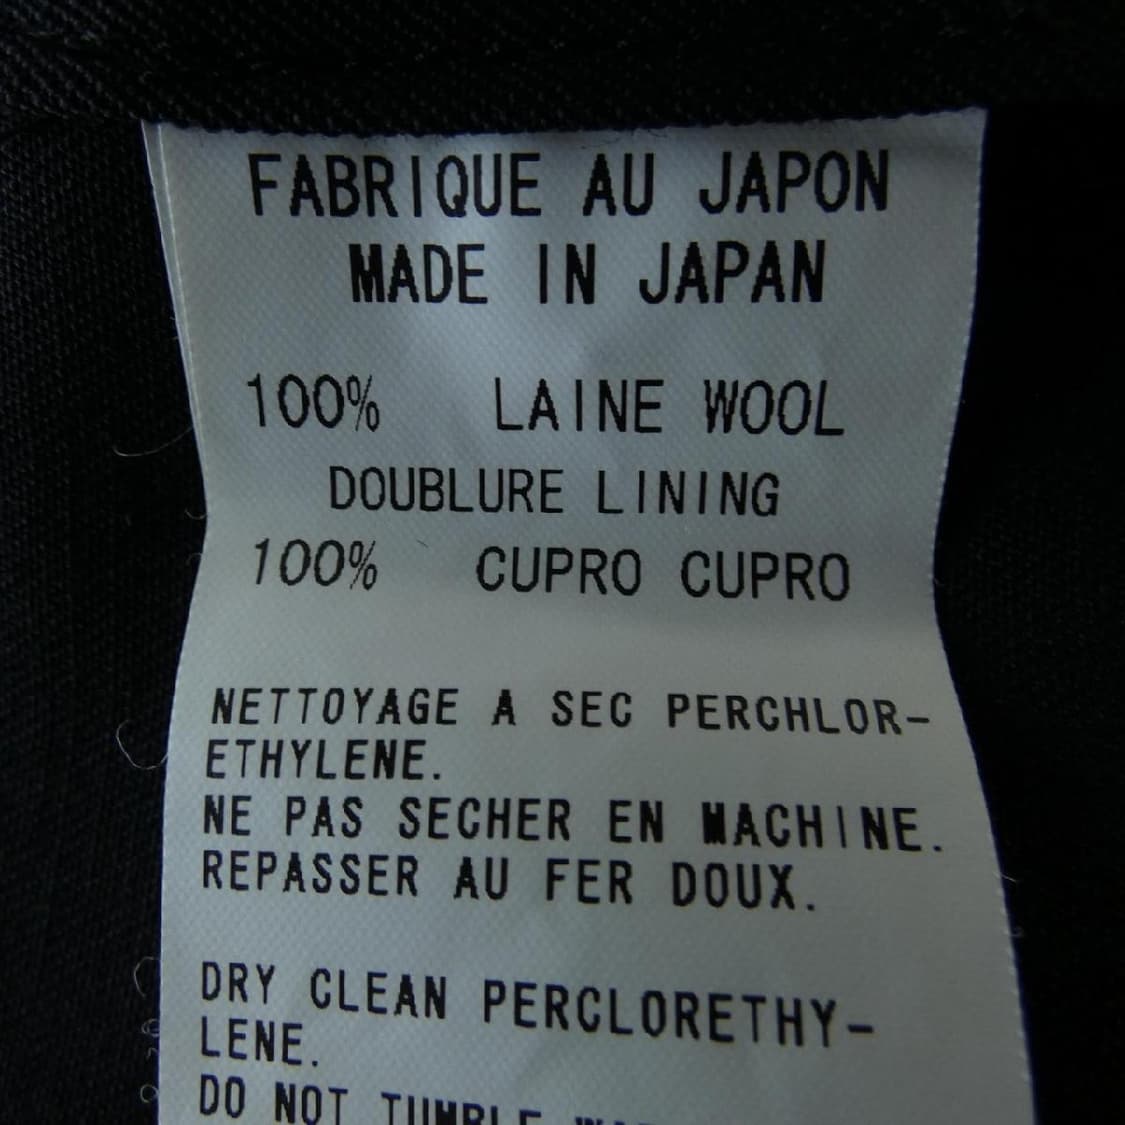 FABRIQUE AU JAPON
MADE IN JAPAN
100% LAINE WOOL
DOUBLURE LINING
100% CUPRO CUPRO
NETTOYAGE A SEC PERCHLOR-
ETHYLENE.
NE PAS SECHER EN MACHINE.
REPASSER AU FER DOUX.
DRY CLEAN PERCLORETHY-
LENE.
DO NOT TUMBLE